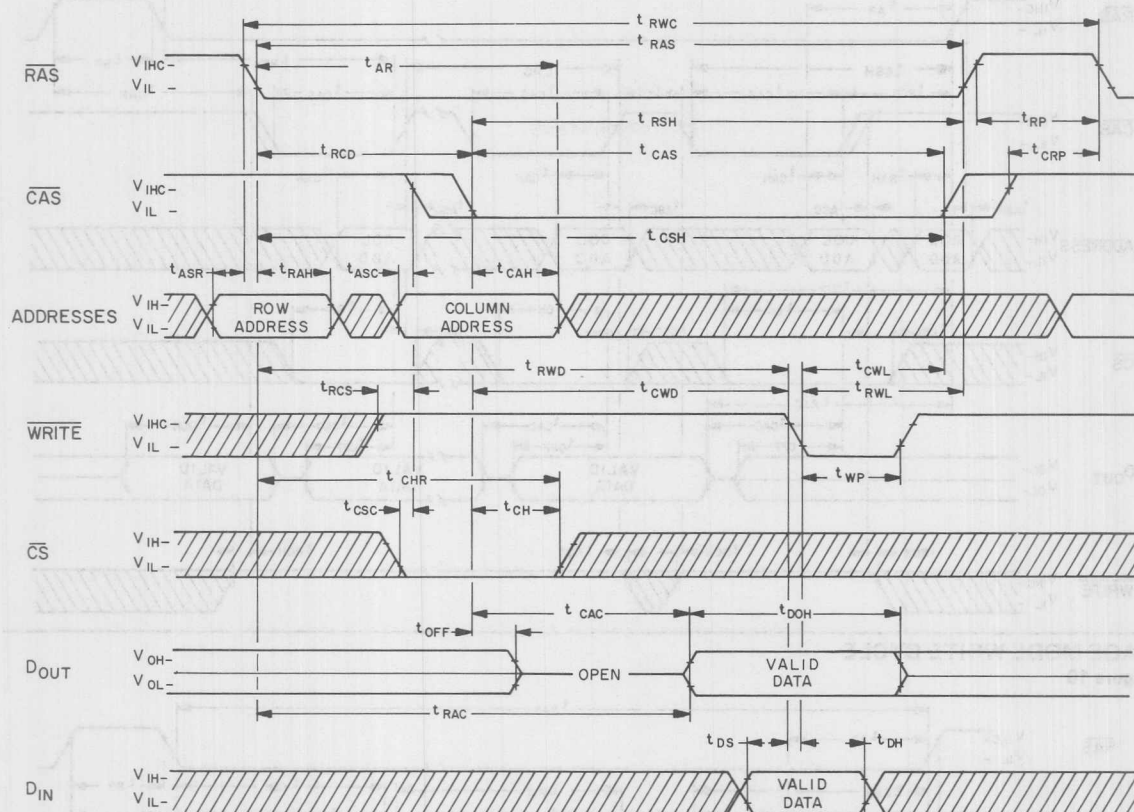 t RWC
t RAS
t AR
RAS
V IHC
V IL
t RSH
t RP
t RCD
t CAS
t CRP
CAS
V IHC
V IL
t CSH
t ASR
t RAH
t ASC
t CAH
ADDRESSES
V IH
V IL
ROW ADDRESS
COLUMN ADDRESS
t RWD
t CWL
t RCS
t CWD
t RWL
WRITE
V IHC
V IL
t WP
t CHR
t CSC
t CH
CS
V IH
V IL
t CAC
t DOH
t OFF
D OUT
V OH
V OL
OPEN
VALID DATA
t RAC
t DS
t DH
D IN
V IH
V IL
VALID DATA